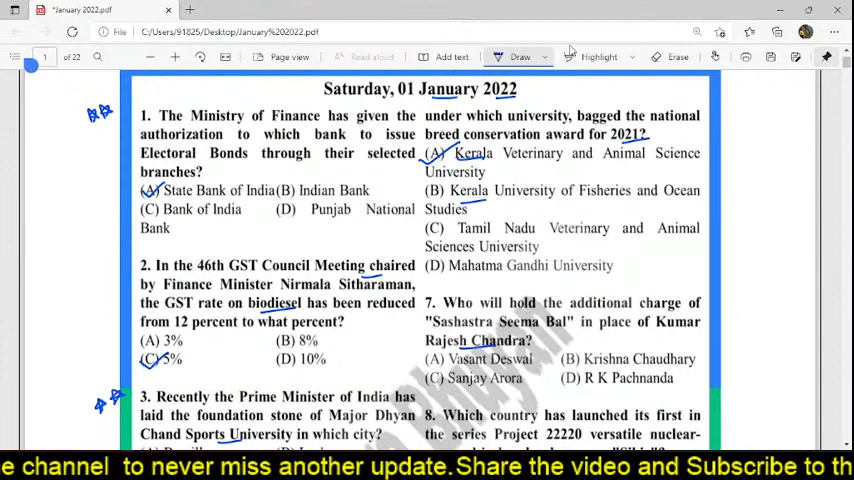 *January 2022.pdf
File
C:/Users/91825/Desktop/January%202022.pdf
1 of 22
Page view
Read aloud
Add text
Draw
Highlight
Erase
Saturday, 01 January 2022
1. The Ministry of Finance has given the
authorization to which bank to issue
Electoral Bonds through their selected
branches?
(A) State Bank of India(B) Indian Bank
(C) Bank of India (D) Punjab National
Bank
2. In the 46th GST Council Meeting chaired
by Finance Minister Nirmala Sitharaman,
the GST rate on biodiesel has been reduced
from 12 percent to what percent?
(A) 3% (B) 8%
(C) 5% (D) 10%
3. Recently the Prime Minister of India has
laid the foundation stone of Major Dhyan
Chand Sports University in which city?
under which university, bagged the national
breed conservation award for 2021?
(A) Kerala Veterinary and Animal Science
University
(B) Kerala University of Fisheries and Ocean
Studies
(C) Tamil Nadu Veterinary and Animal
Sciences University
(D) Mahatma Gandhi University
7. Who will hold the additional charge of
"Sashastra Seema Bal" in place of Kumar
Rajesh Chandra?
(A) Vasant Deswal (B) Krishna Chaudhary
(C) Sanjay Arora (D) R K Pachnanda
8. Which country has launched its first in
the series Project 22220 versatile nuclear-
e channel to never miss another update.Share the video and Subscribe to th